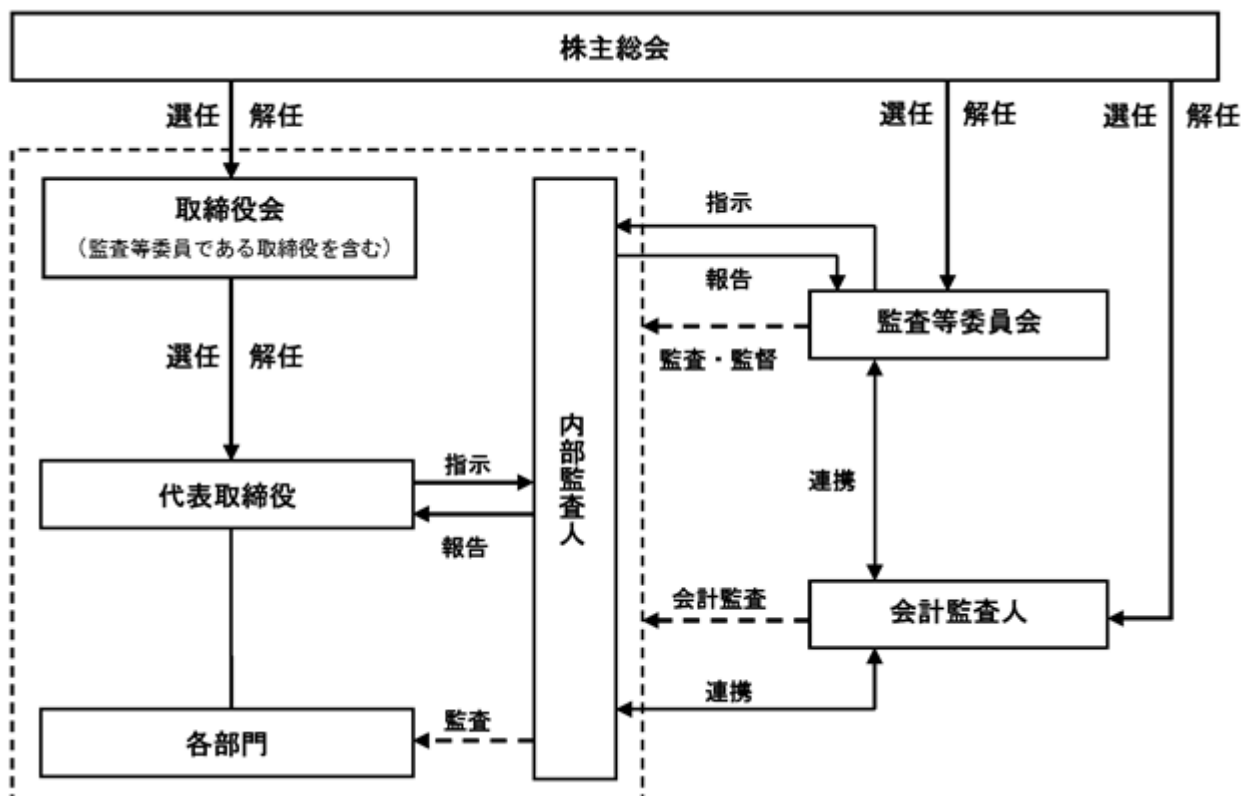 株主総会
選任 解任
選任 解任
選任 解任
取締役会
（監査等委員である取締役を含む）
指示
報告
監査等委員会
監査・監督
選任 解任
内部監査人
代表取締役
指示
報告
連携
会計監査
会計監査人
連携
各部門
監査